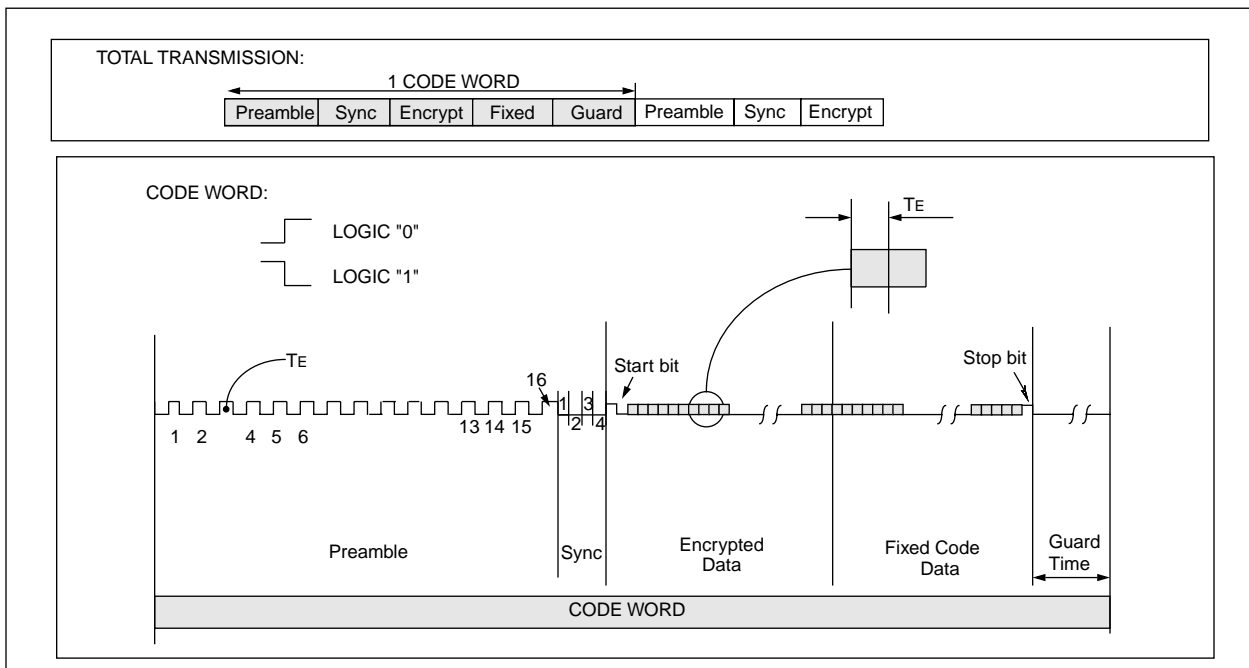 TOTAL TRANSMISSION:
1 CODE WORD
Preamble Sync Encrypt Fixed Guard Preamble Sync Encrypt
CODE WORD:
LOGIC "0"
LOGIC "1"
TE
TE
Start bit
Stop bit
16
1 3
2 4
1 2 4 5 6 13 14 15
Preamble
Sync
Encrypted
Data
Fixed Code
Data
Guard
Time
CODE WORD